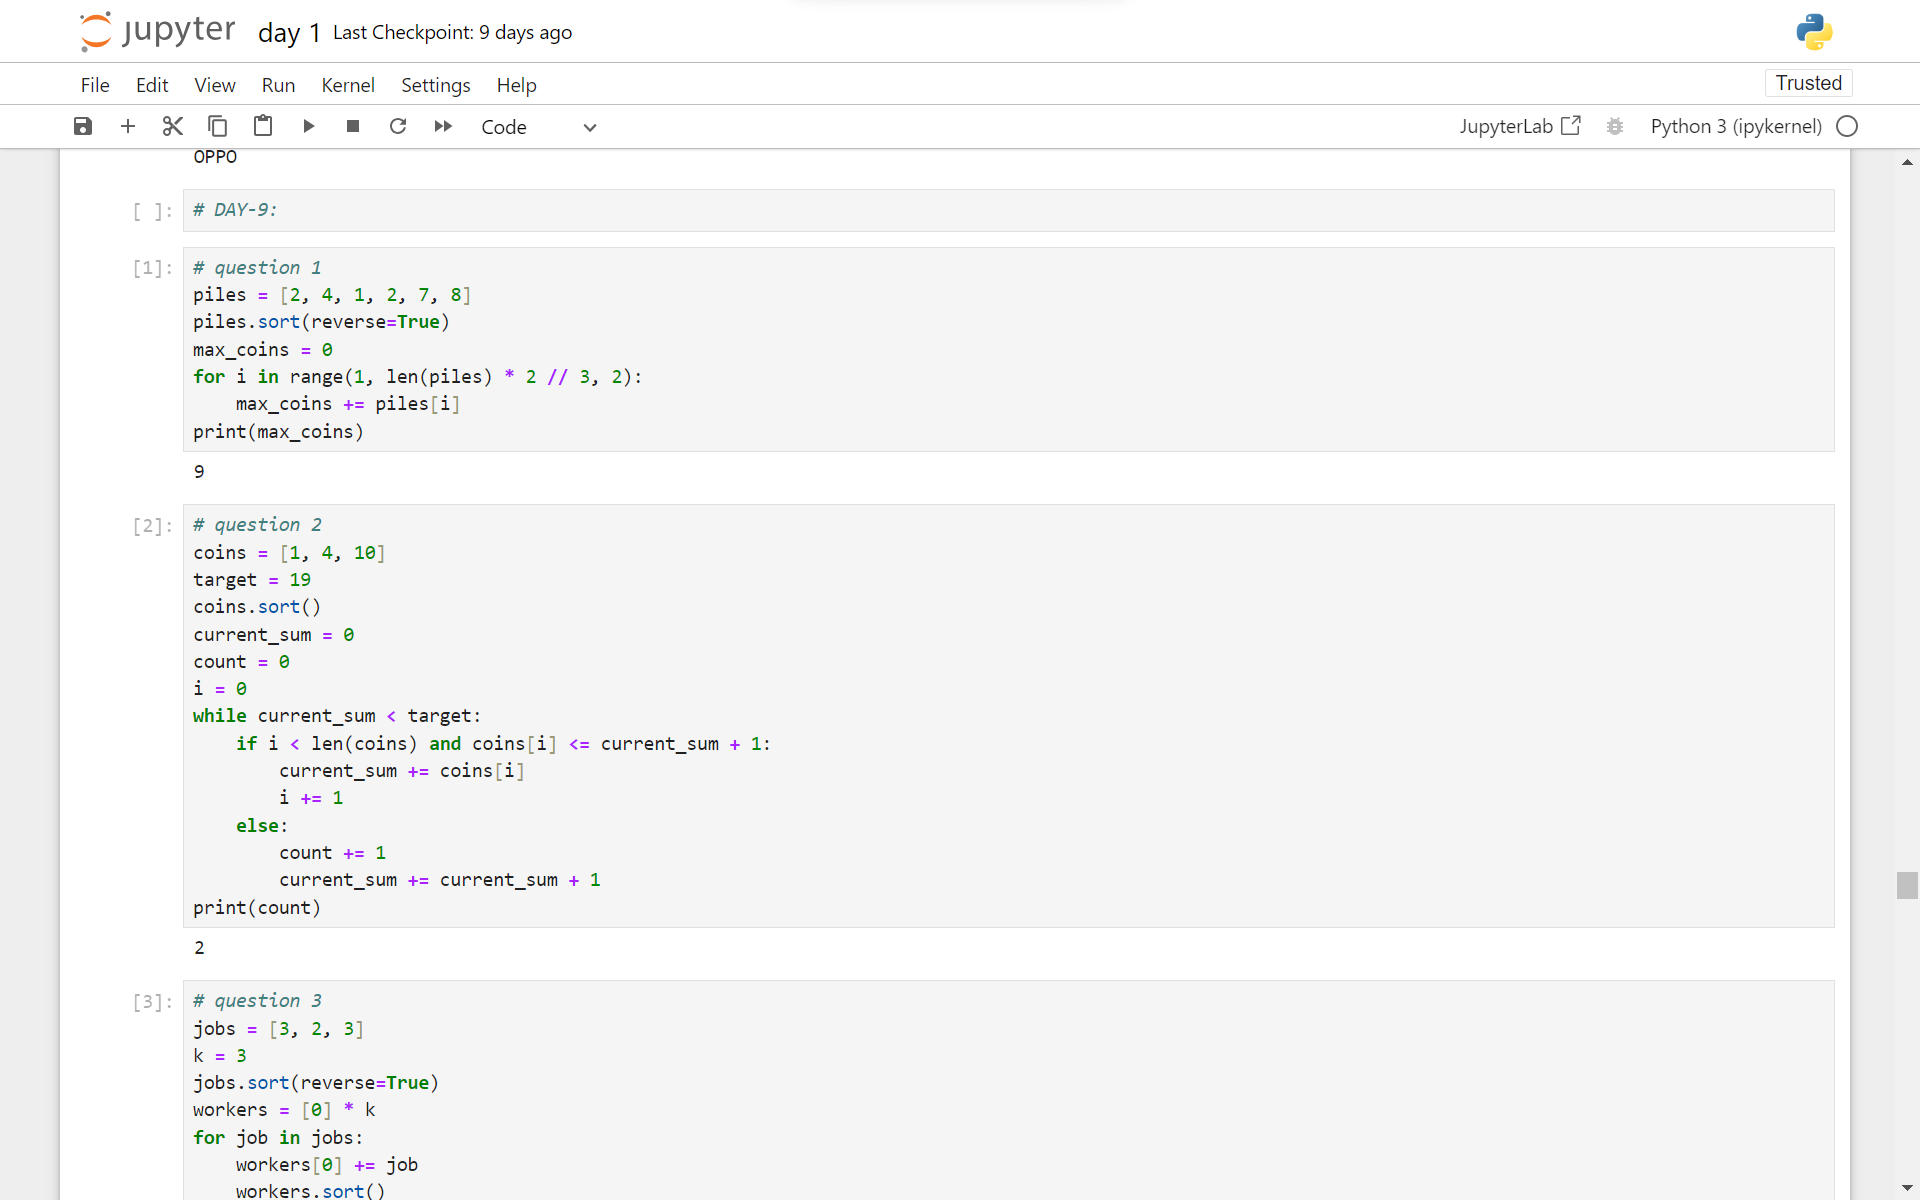 jupyter day 1 Last Checkpoint: 9 days ago
File Edit View Run Kernel Settings Help Trusted
Code JupyterLab Python 3 (ipykernel)
OPPO
[ ]: # DAY-9:
[1]: # question 1
piles = [2, 4, 1, 2, 7, 8]
piles.sort(reverse=True)
max_coins = 0
for i in range(1, len(piles) * 2 // 3, 2):
    max_coins += piles[i]
print(max_coins)
9
[2]: # question 2
coins = [1, 4, 10]
target = 19
coins.sort()
current_sum = 0
count = 0
i = 0
while current_sum < target:
    if i < len(coins) and coins[i] <= current_sum + 1:
        current_sum += coins[i]
        i += 1
    else:
        count += 1
        current_sum += current_sum + 1
print(count)
2
[3]: # question 3
jobs = [3, 2, 3]
k = 3
jobs.sort(reverse=True)
workers = [0] * k
for job in jobs:
    workers[0] += job
    workers.sort()